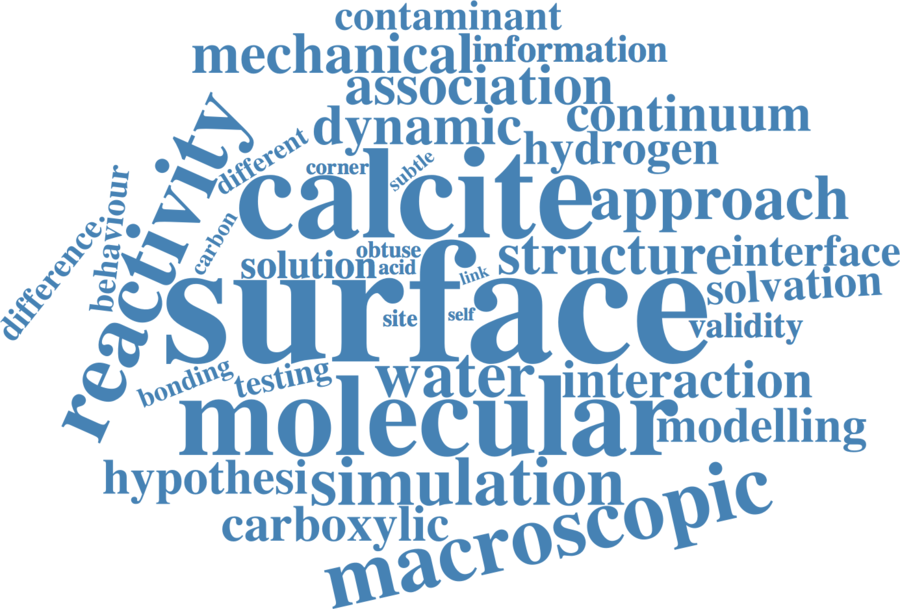 contaminant
mechanical
information
association
continuum
dynamic
hydrogen
different
corner
subtle
reactivity
calcite
approach
behaviour
difference.
carbon
obtuse
solution
acid
link
structure
interface
surface
solvation
site
self
validity
bonding
testing
water
interaction
molecular
modelling
hypothesi
simulation
carboxylic
macroscopic